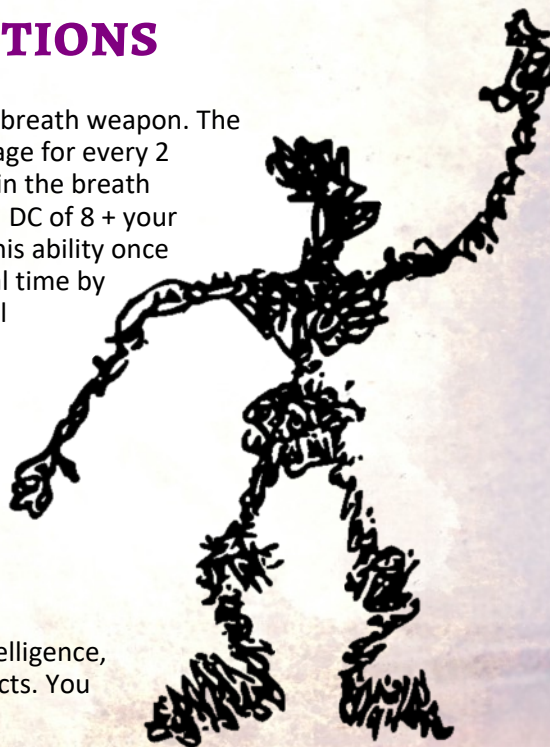 TIONS
breath weapon. The
age for every 2
in the breath
DC of 8 + your
his ability once
l time by
l
elligence,
cts. You